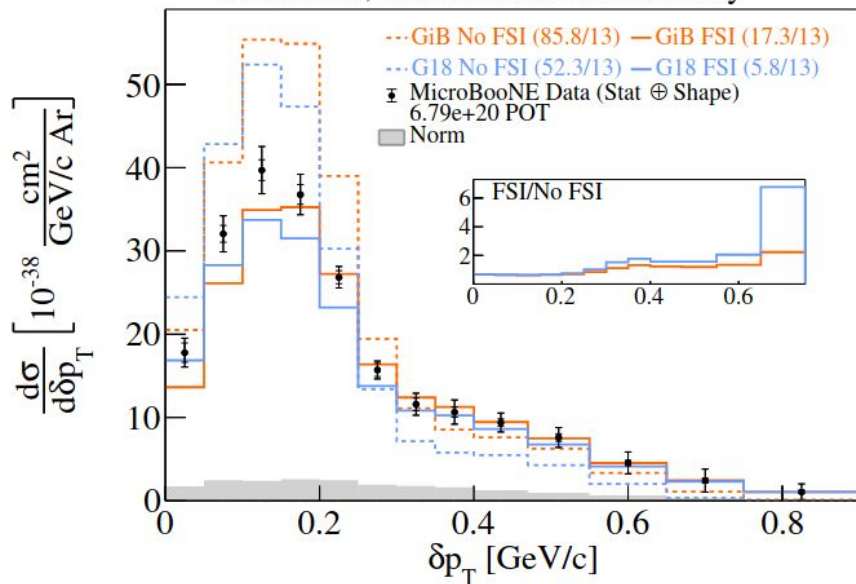 GiB No FSI (85.8/13) GiB FSI (17.3/13)
G18 No FSI (52.3/13) G18 FSI (5.8/13)
MicroBooNE Data (Stat ⊕ Shape)
6.79e+20 POT
Norm
50
40
30
20
10
0
dσ/dδp_T [10^-38 cm^2/(GeV/c Ar)]
FSI/No FSI
6
4
2
0 0.2 0.4 0.6
0 0.2 0.4 0.6 0.8
δp_T [GeV/c]